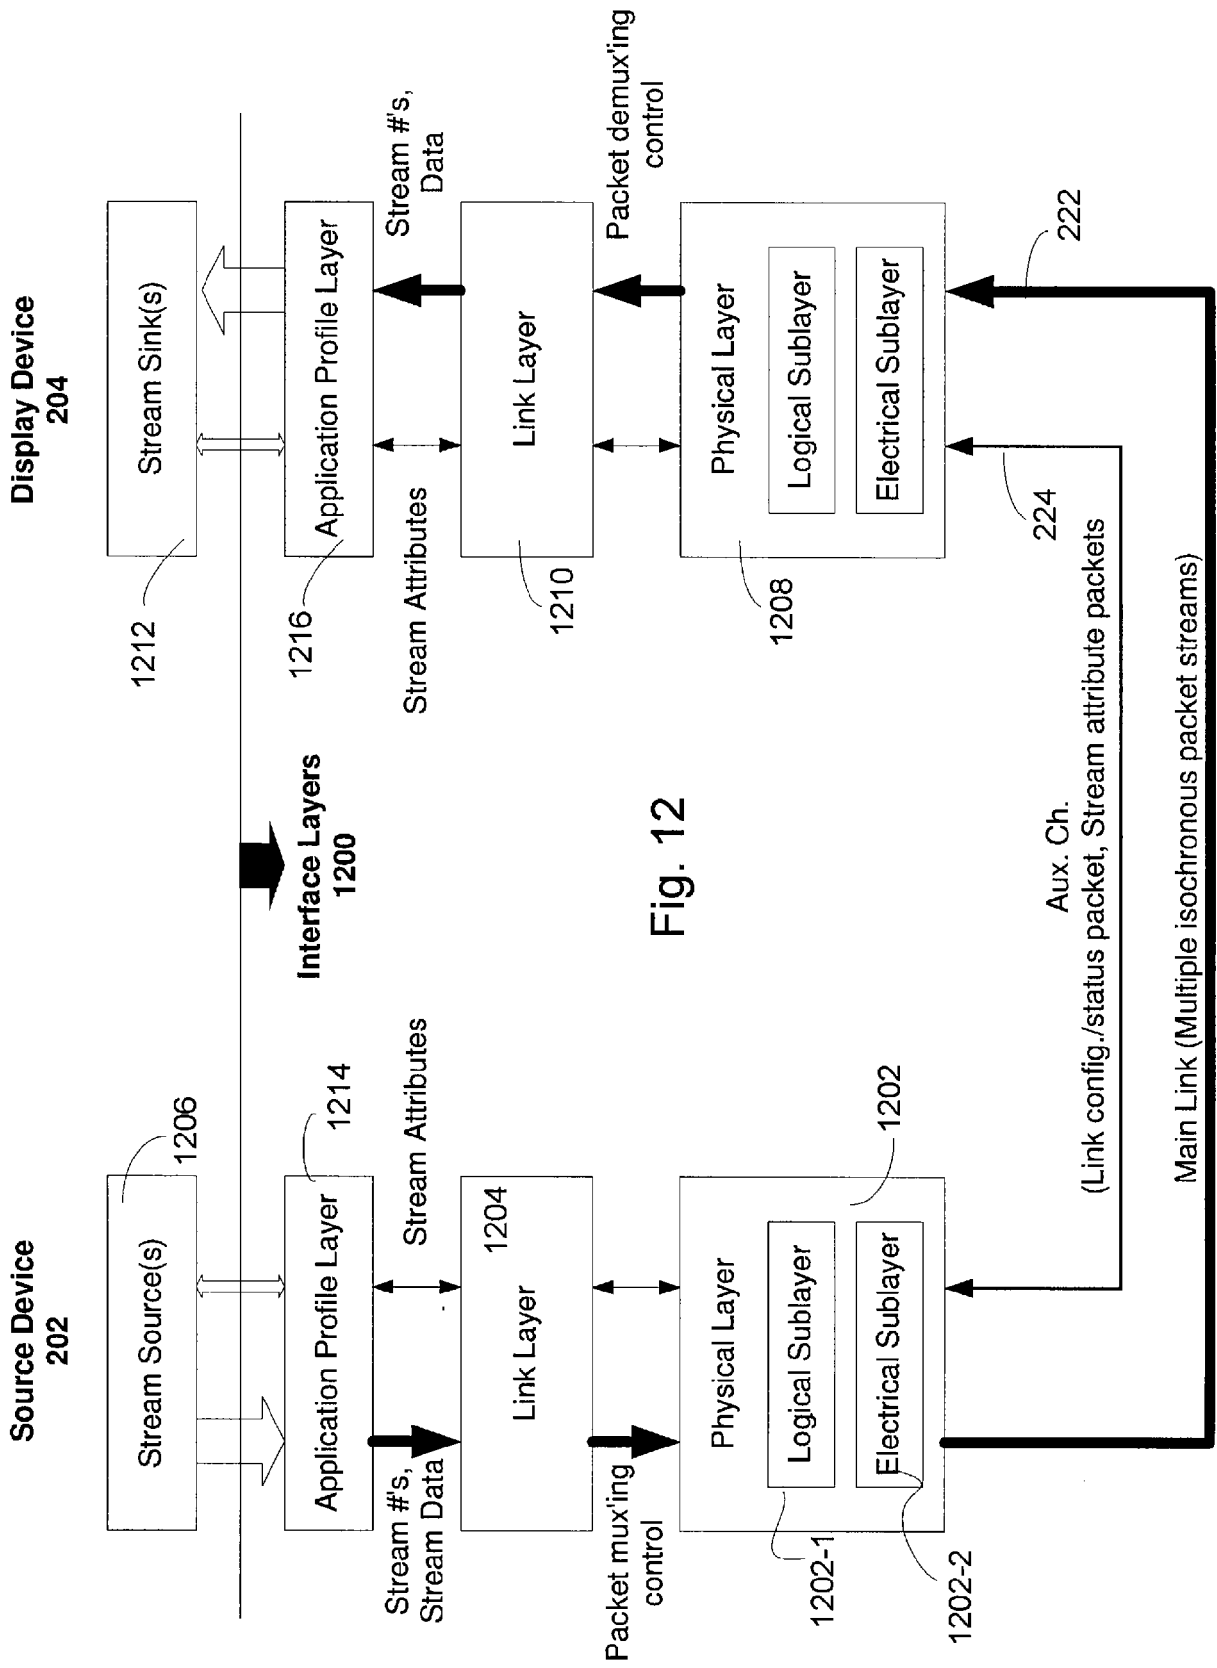 Source Device
202
Display Device
204
Stream Source(s)
1206
Stream Sink(s)
1212
Interface Layers
1200
Application Profile Layer
1214
Application Profile Layer
1216
Stream #'s,
Stream Data
Stream Attributes
Stream Attributes
Stream #'s,
Data
Link Layer
1204
Link Layer
1210
Packet mux'ing
control
Packet demux'ing
control
Fig. 12
Physical Layer
Logical Sublayer
Electrical Sublayer
1202
1202-1
1202-2
Physical Layer
Logical Sublayer
Electrical Sublayer
1208
224
222
Aux. Ch.
(Link config./status packet, Stream attribute packets
Main Link (Multiple isochronous packet streams)